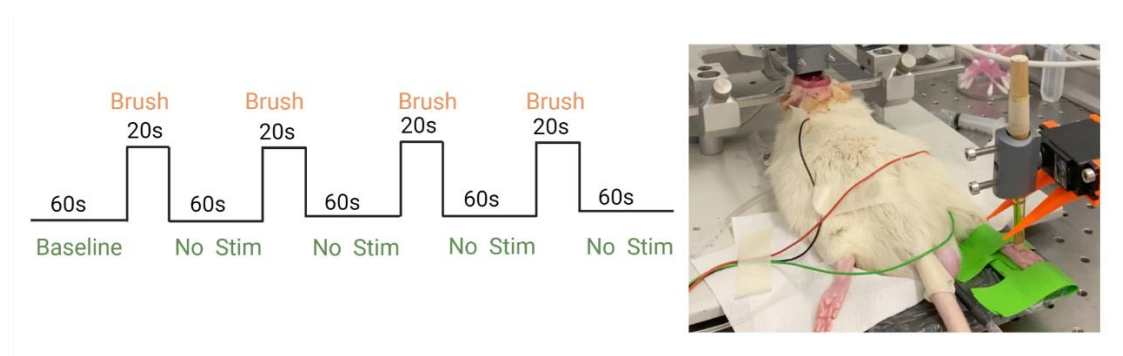 Brush Brush Brush Brush
20s 20s 20s 20s
60s 60s 60s 60s 60s
Baseline No Stim No Stim No Stim No Stim